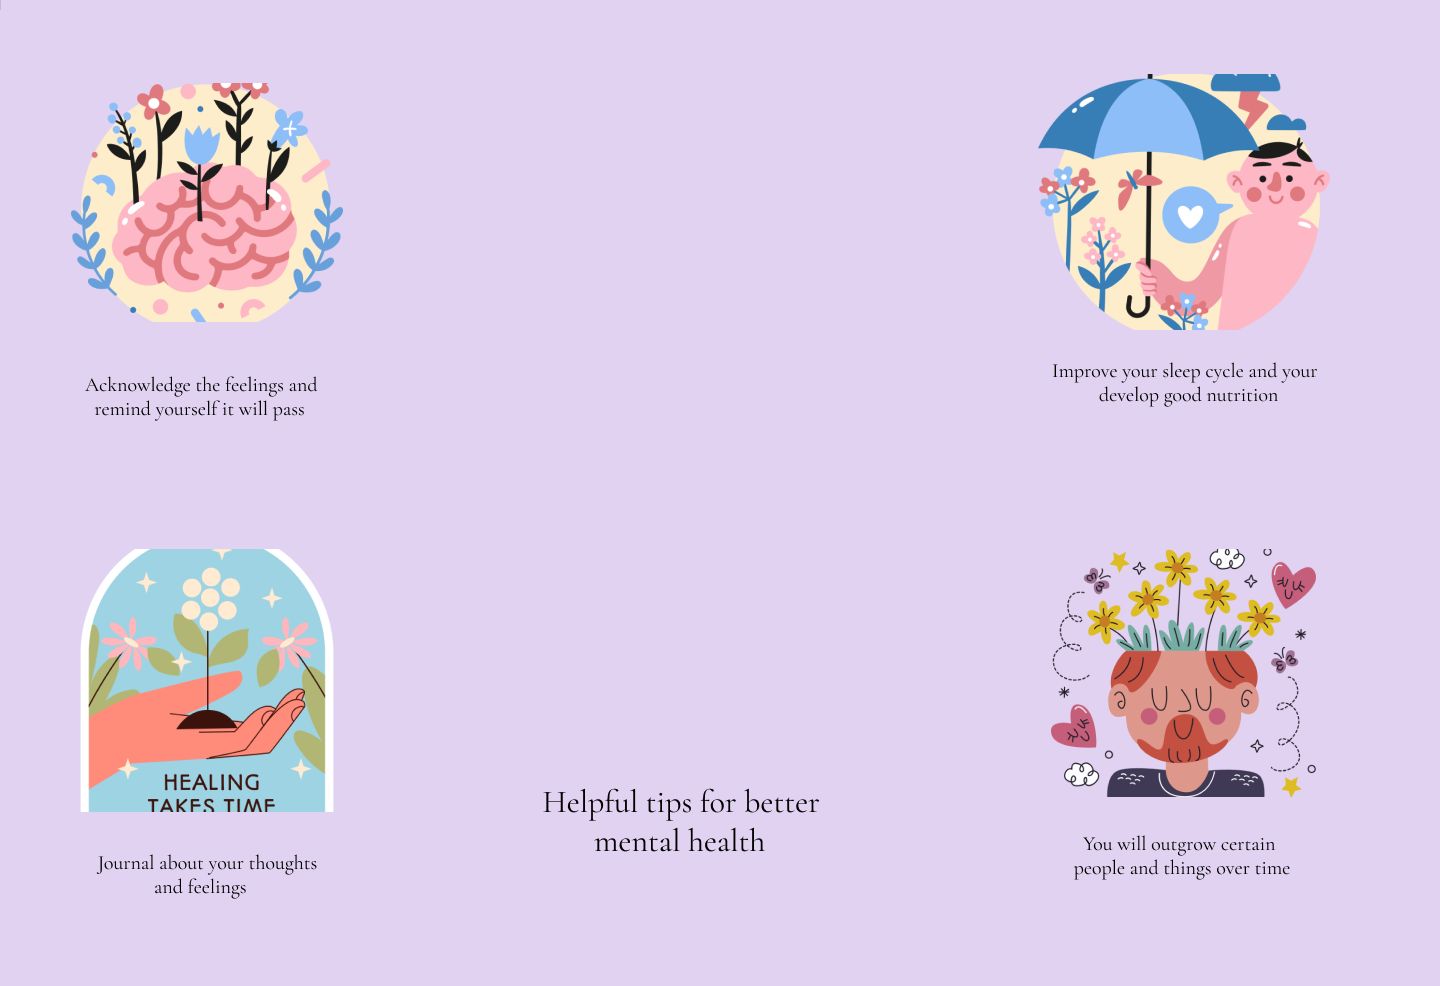 Acknowledge the feelings and
remind yourself it will pass
Improve your sleep cycle and your
develop good nutrition
HEALING
TAKES TIME
Journal about your thoughts
and feelings
Helpful tips for better
mental health
You will outgrow certain
people and things over time